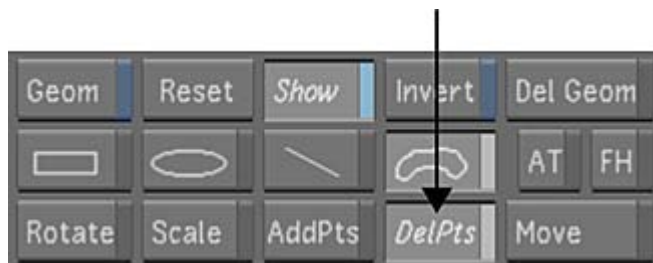 Geom Reset Show Invert Del Geom
AT FH
Rotate Scale AddPts DelPts Move